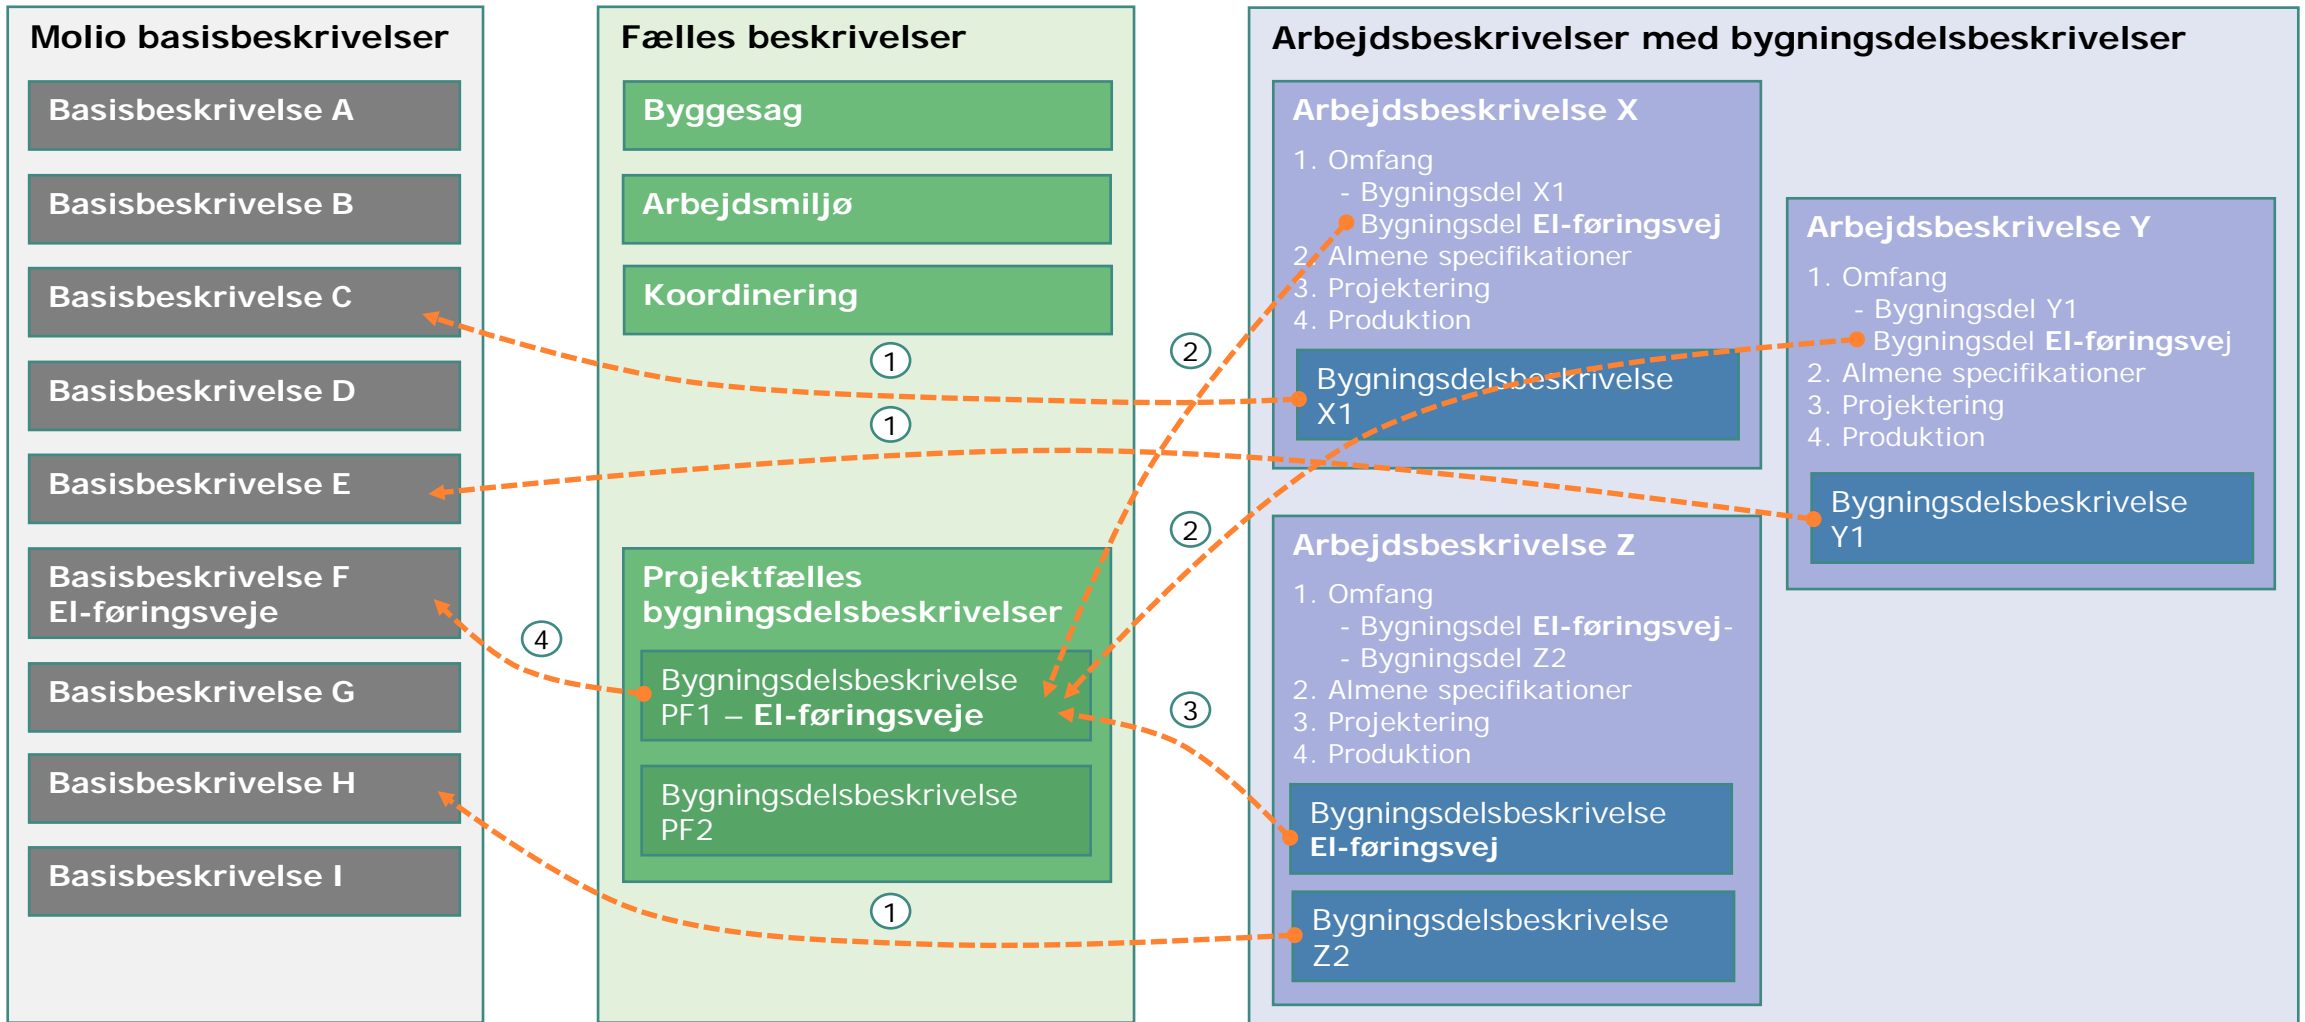 Molio basisbeskrivelser
Basisbeskrivelse A
Basisbeskrivelse B
Basisbeskrivelse C
Basisbeskrivelse D
Basisbeskrivelse E
Basisbeskrivelse F
El-føringsveje
Basisbeskrivelse G
Basisbeskrivelse H
Basisbeskrivelse I
4
Fælles beskrivelser
Byggesag
Arbejdsmiljø
Koordinering
1
1
Projektfælles
bygningsdelsbeskrivelser
Bygningsdelsbeskrivelse
PF1 – El-føringsveje
Bygningsdelsbeskrivelse
PF2
1
2
2
3
Arbejdsbeskrivelser med bygningsdelsbeskrivelser
Arbejdsbeskrivelse X
1. Omfang
- Bygningsdel X1
Bygningsdel El-føringsvej
2. Almene specifikationer
3. Projektering
4. Produktion
Bygningsdelsbeskrivelse
X1
Arbejdsbeskrivelse Y
1. Omfang
- Bygningsdel Y1
Bygningsdel El-føringsvej
2. Almene specifikationer
3. Projektering
4. Produktion
Bygningsdelsbeskrivelse
Y1
Arbejdsbeskrivelse Z
1. Omfang
- Bygningsdel El-føringsvej-
- Bygningsdel Z2
2. Almene specifikationer
3. Projektering
4. Produktion
Bygningsdelsbeskrivelse
El-føringsvej
Bygningsdelsbeskrivelse
Z2